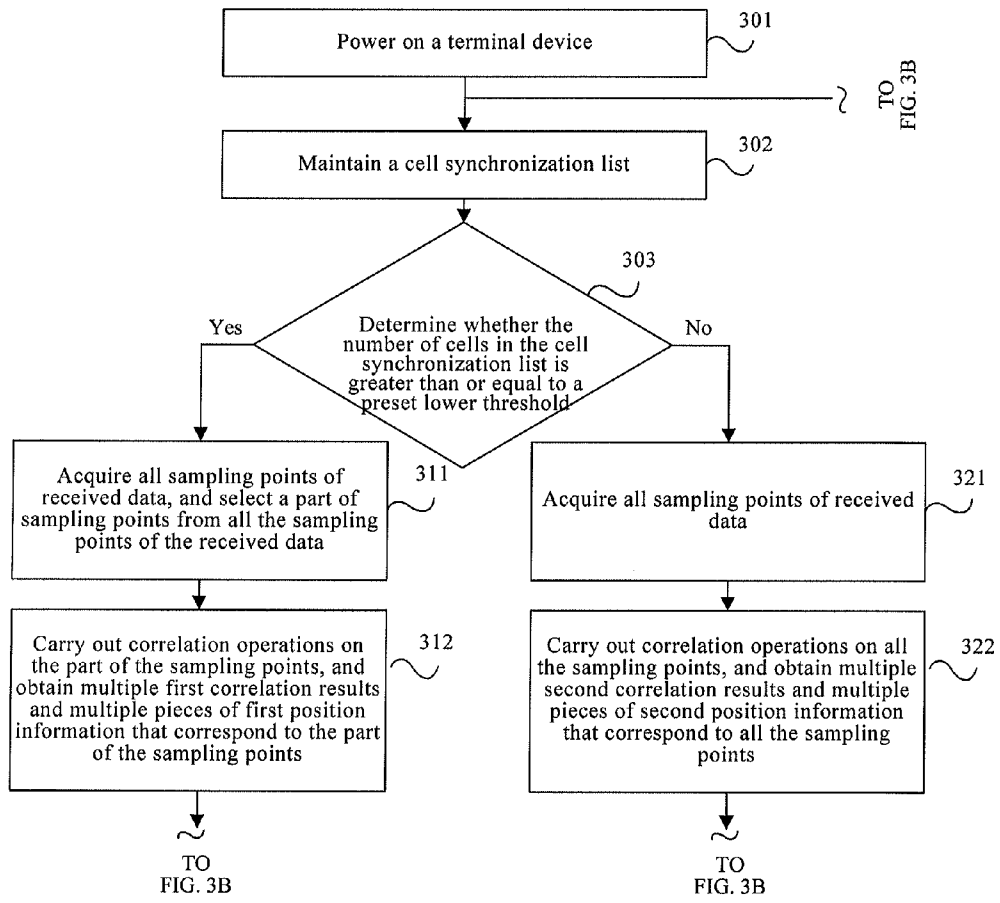 301
Power on a terminal device
TO
FIG. 3B
302
Maintain a cell synchronization list
303
Yes
No
Determine whether the
number of cells in the cell
synchronization list is
greater than or equal to a
preset lower threshold
311
Acquire all sampling points of
received data, and select a part of
sampling points from all the sampling
points of the received data
321
Acquire all sampling points of received
data
312
Carry out correlation operations on
the part of the sampling points, and
obtain multiple first correlation results
and multiple pieces of first position
information that correspond to the part
of the sampling points
322
Carry out correlation operations on all
the sampling points, and obtain multiple
second correlation results and multiple
pieces of second position information
that correspond to all the sampling
points
TO
FIG. 3B
TO
FIG. 3B